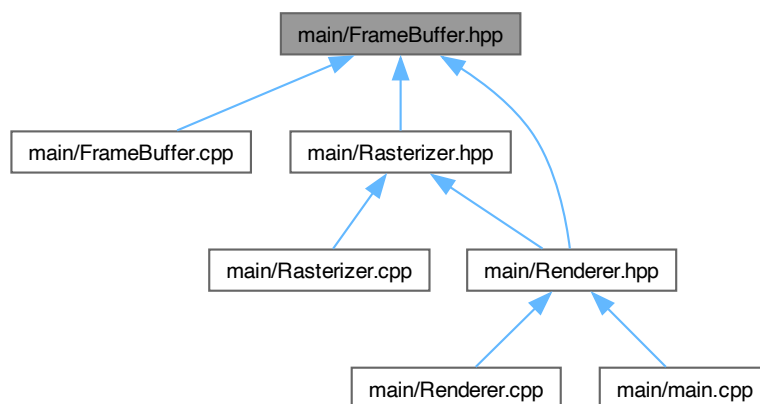 main/FrameBuffer.hpp
main/FrameBuffer.cpp
main/Rasterizer.hpp
main/Rasterizer.cpp
main/Renderer.hpp
main/Renderer.cpp
main/main.cpp